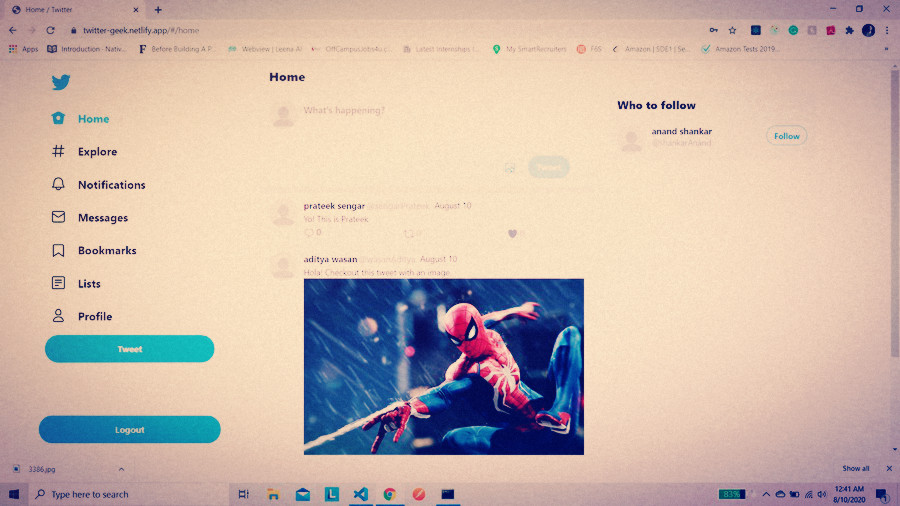 Home / Twitter
twitter-geek.netlify.app/#/home
Apps
Introduction - Nativ...
Before Building A P...
Webview | Leena AI
OffCampusJobs4u (...
Latest Internships i...
My SmartRecruiters
FBS
Amazon [SDE1 | Se...
Amazon Tests 2019...
»
Home
Explore
Notifications
Messages
Bookmarks
Lists
Profile
Tweet
Logout
Home
What's happening?
Tweet
prateek sengar August 10
Yo! This is Prateek
0 0 0
aditya wasan August 10
Hola! Checkout this tweet with an image.
Who to follow
anand shankar
@ShankarAnand
Follow
3386.jpg
Show all
Type here to search
83%
12:41 AM
8/10/2020